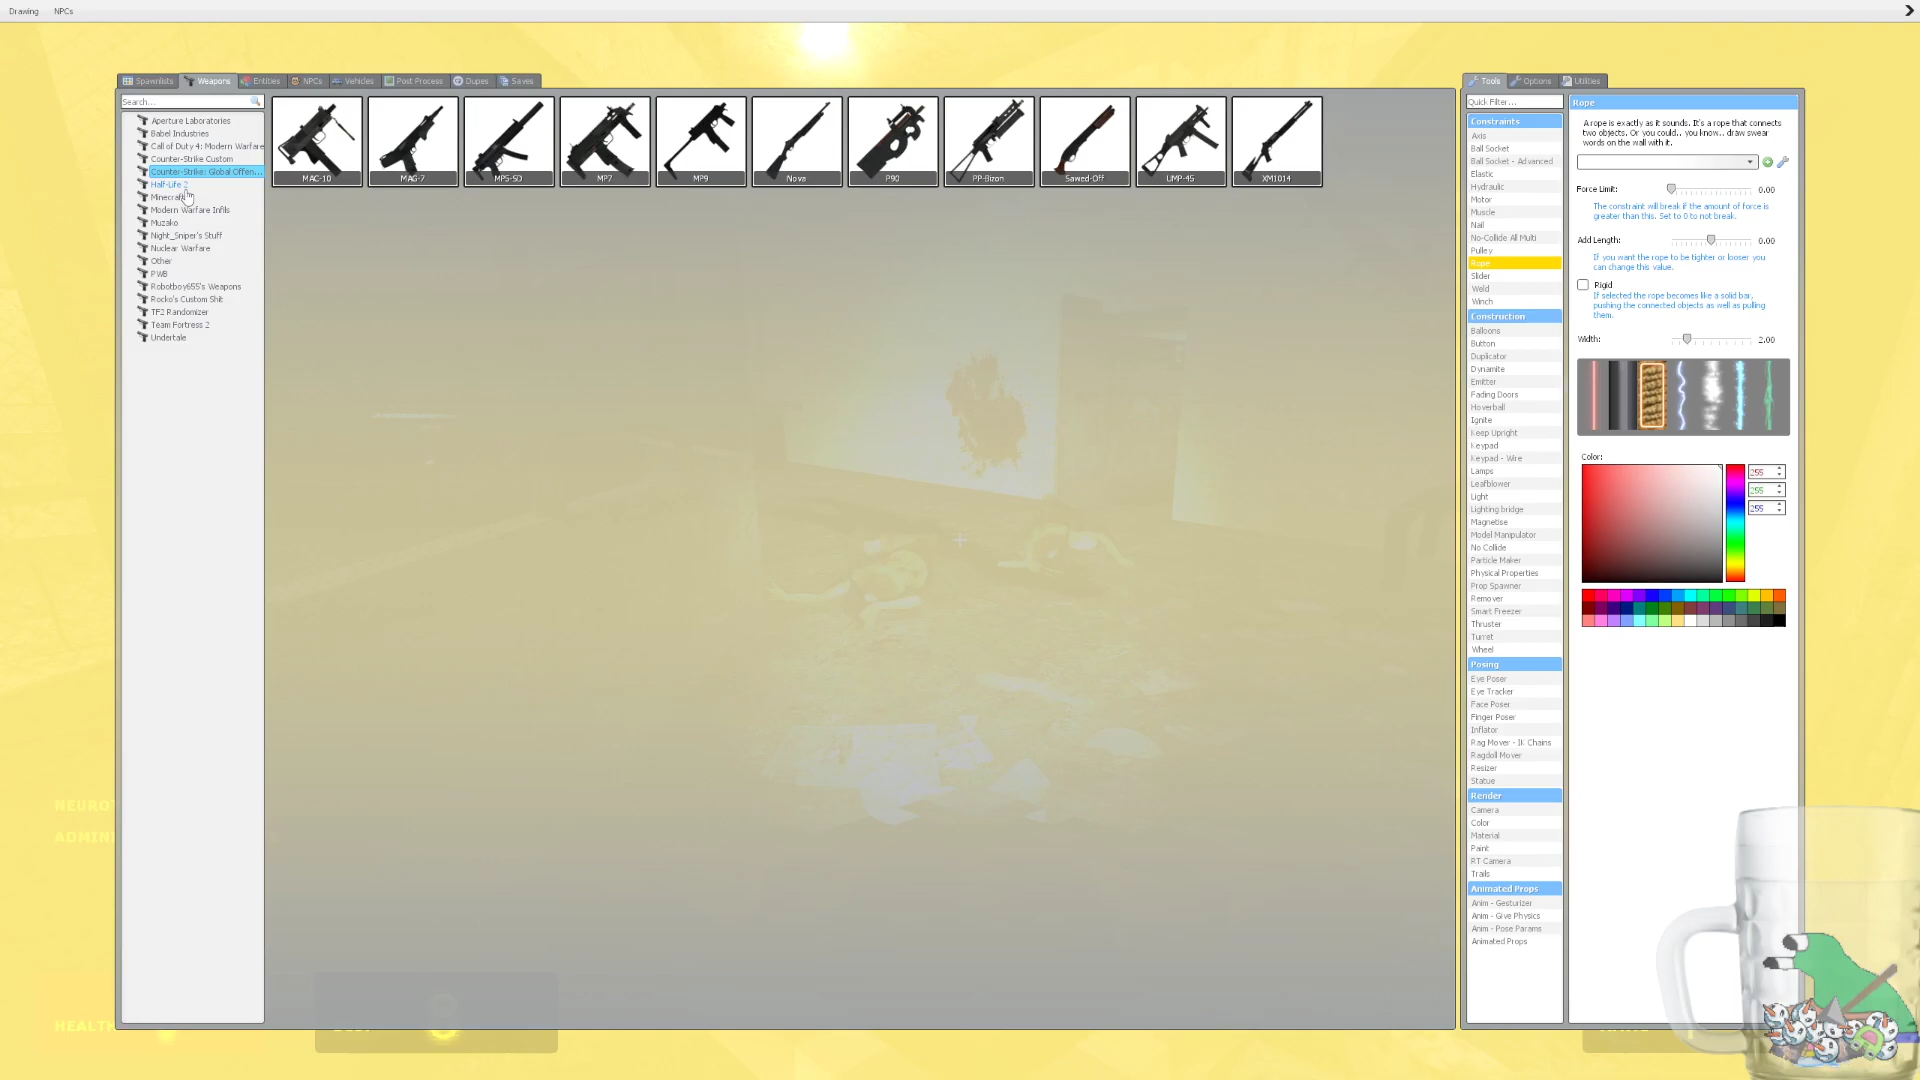 Drawing NPCs
Spawnlists Weapons Entities NPCs Vehicles Post Process Dupes Saves
Search...
Aperture Laboratories
Babel Industries
Call of Duty 4: Modern Warfare
Counter-Strike Custom
Counter-Strike: Global Offen...
Half-Life 2
Minecraft
Modern Warfare Infils
Muzako
Night_Sniper's Stuff
Nuclear Warfare
Other
PWB
Robotboy655's Weapons
Rocko's Custom Shit
TF2 Randomizer
Team Fortress 2
Undertale
MAC-10 MAG-7 MP5-SD MP7 MP9 Nova P90 PP-Bizon Sawed-Off UMP-45 XM1014
ADMIN
HEALTH
Tools Options Utilities
Quick Filter...
Constraints
Axis
Ball Socket
Ball Socket - Advanced
Elastic
Hydraulic
Motor
Muscle
Nail
No-Collide All Multi
Pulley
Rope
Slider
Weld
Winch
Construction
Balloons
Button
Duplicator
Dynamite
Emitter
Fading Doors
Hoverball
Ignite
Keep Upright
Keypad
Keypad - Wire
Lamps
Leafblower
Light
Lighting bridge
Magnetise
Model Manipulator
No Collide
Particle Maker
Physical Properties
Prop Spawner
Remover
Smart Freezer
Thruster
Turret
Wheel
Posing
Eye Poser
Eye Tracker
Face Poser
Finger Poser
Inflator
Rag Mover - IK Chains
Ragdoll Mover
Resizer
Statue
Render
Camera
Color
Material
Paint
RT Camera
Trails
Animated Props
Anim - Gesturizer
Anim - Give Physics
Anim - Pose Params
Animated Props
Rope
A rope is exactly as it sounds. It's a rope that connects
two objects. Or you could.. you know.. draw swear
words on the wall with it.
Force Limit: 0.00
The constraint will break if the amount of force is
greater than this. Set to 0 to not break.
Add Length: 0.00
If you want the rope to be tighter or looser you
can change this value.
Rigid
If selected the rope becomes like a solid bar,
pushing the connected objects as well as pulling
them.
Width: 2.00
Color:
255
255
255